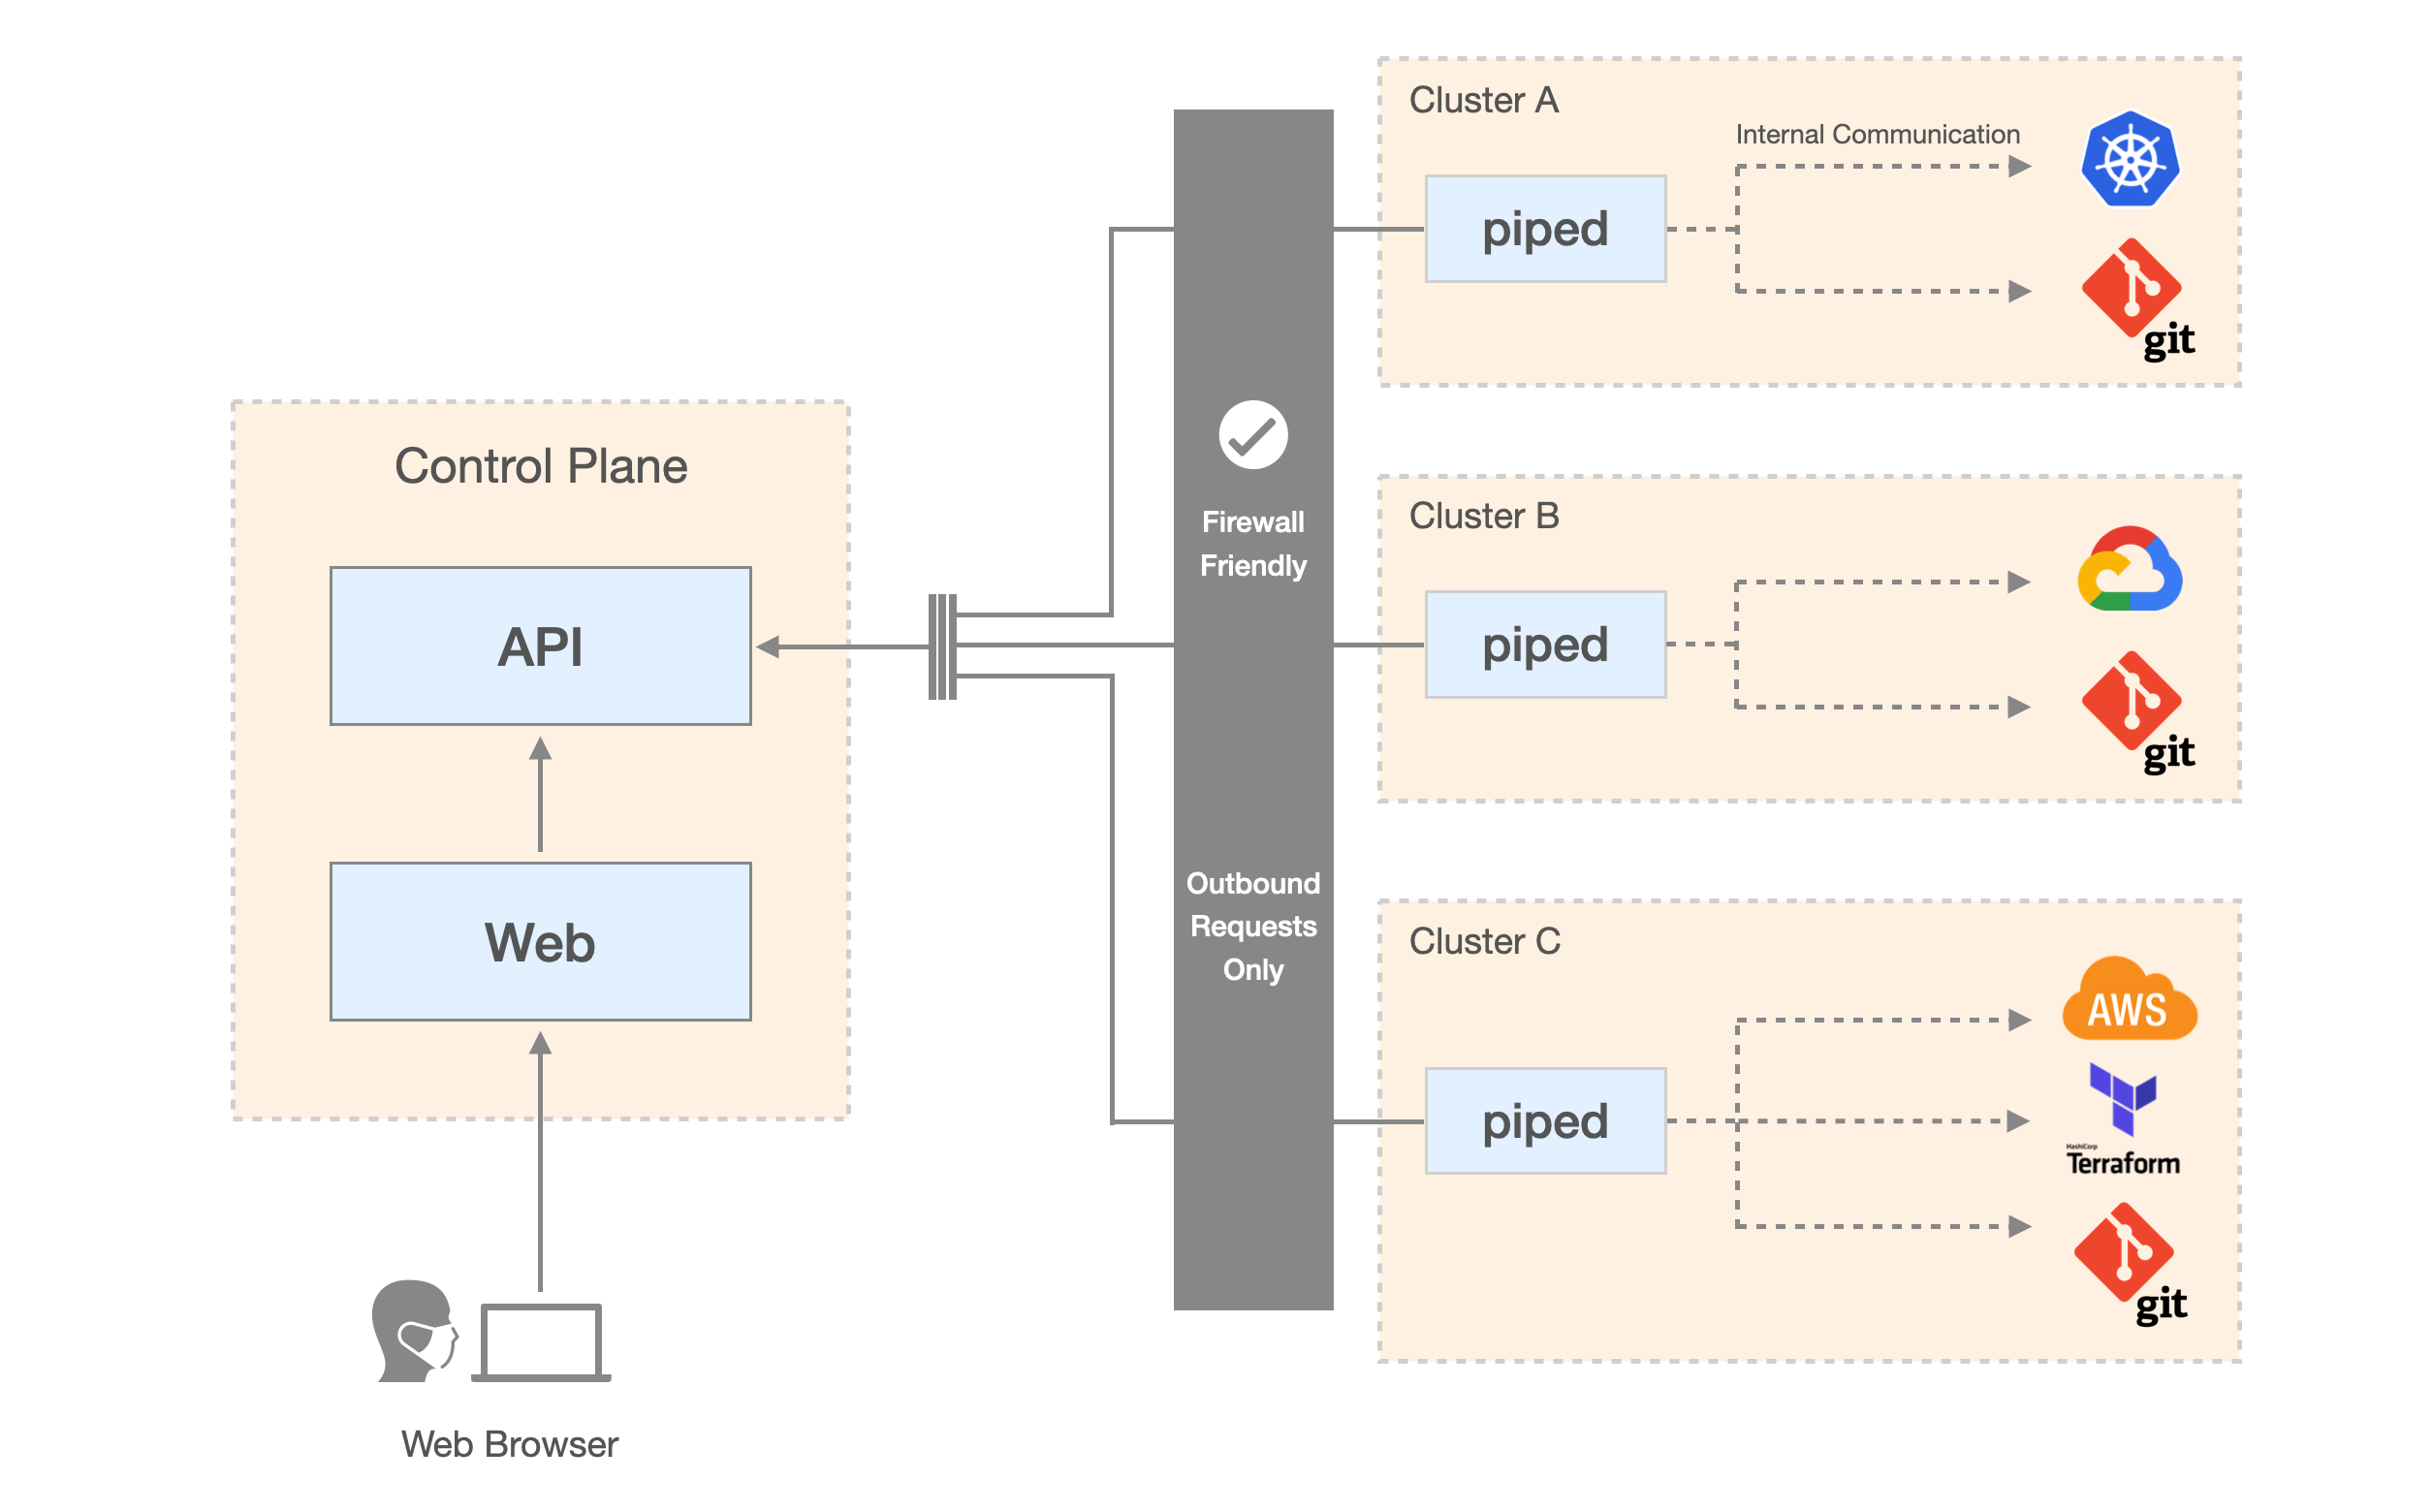 Control Plane
API
Web
Web Browser
Firewall
Friendly
Outbound
Requests
Only
Cluster A
Internal Communication
piped
git
Cluster B
piped
git
Cluster C
AWS
piped
HashiCorp
Terraform
git